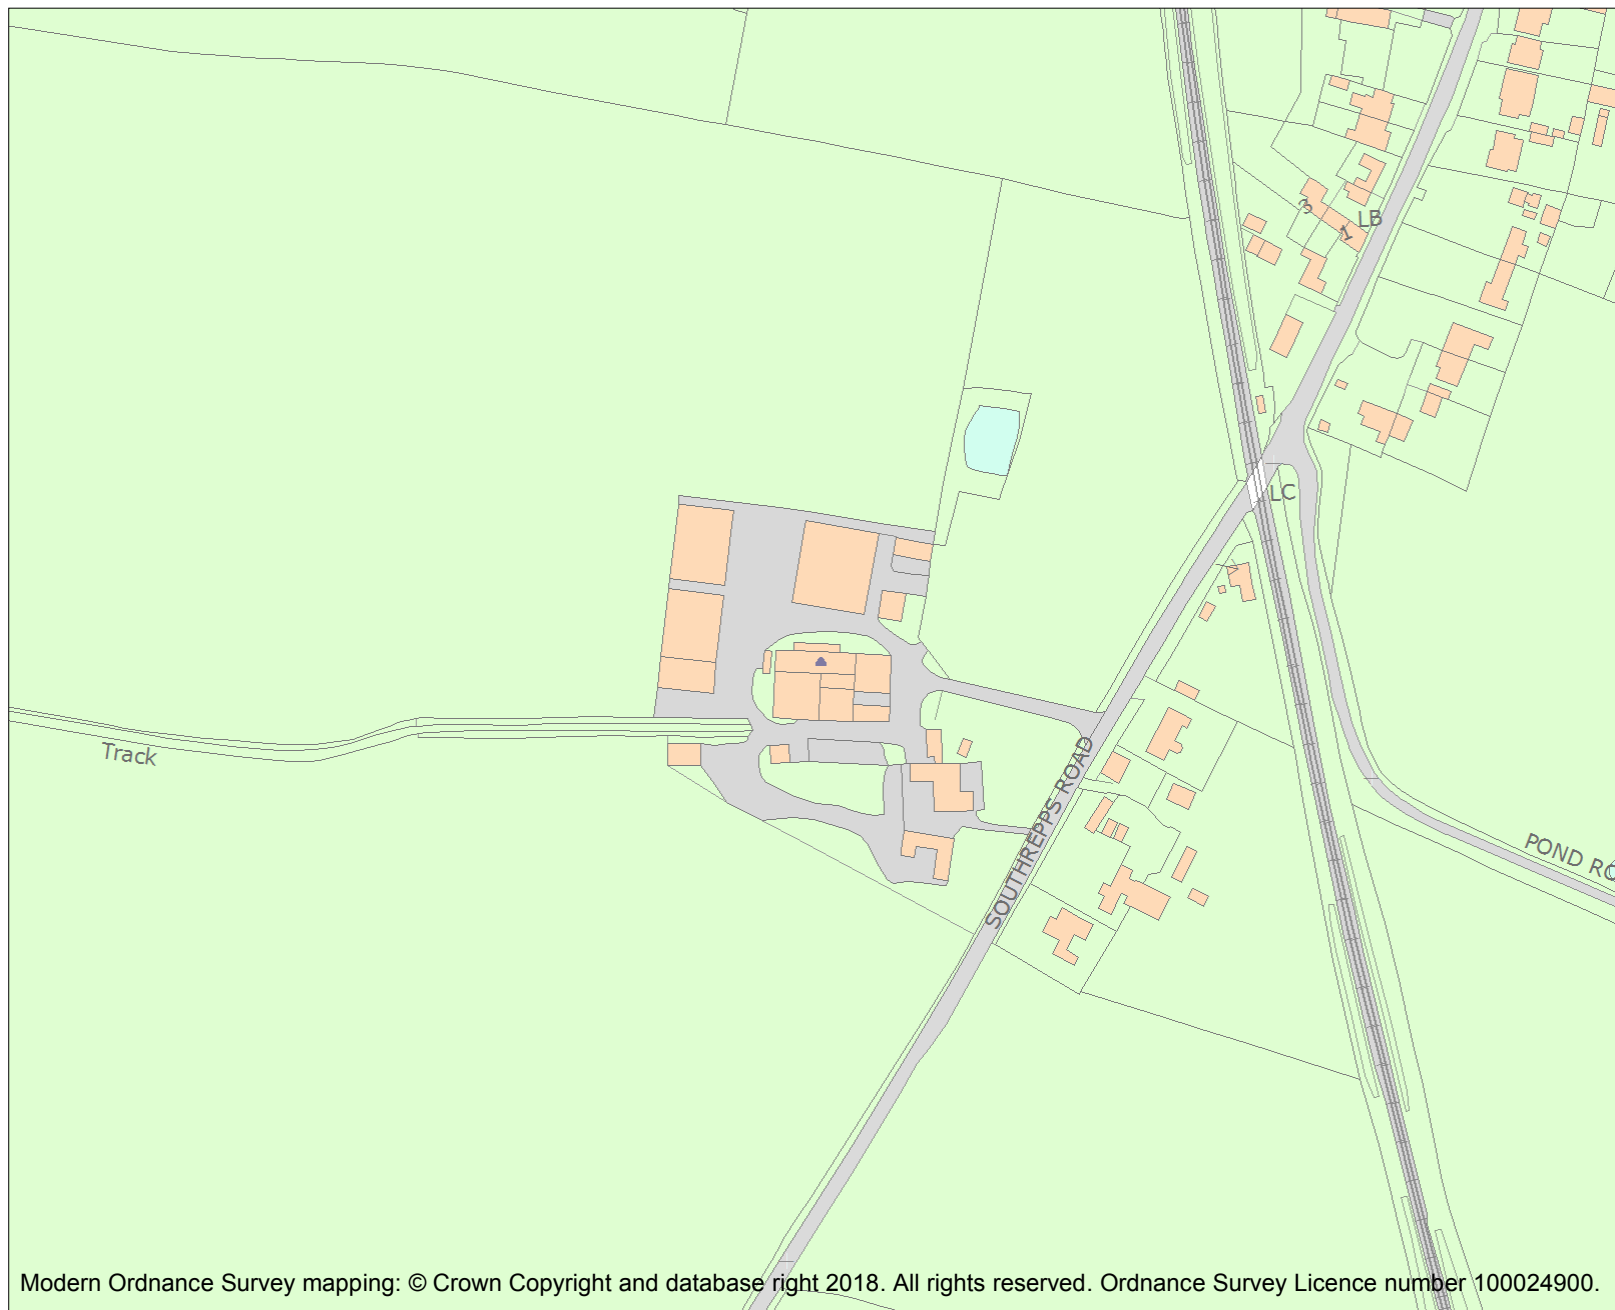 3
LB
1
LC
Track
SOUTHREPPS ROAD
POND RO
Modern Ordnance Survey mapping: © Crown Copyright and database right 2018. All rights reserved. Ordnance Survey Licence number 100024900.